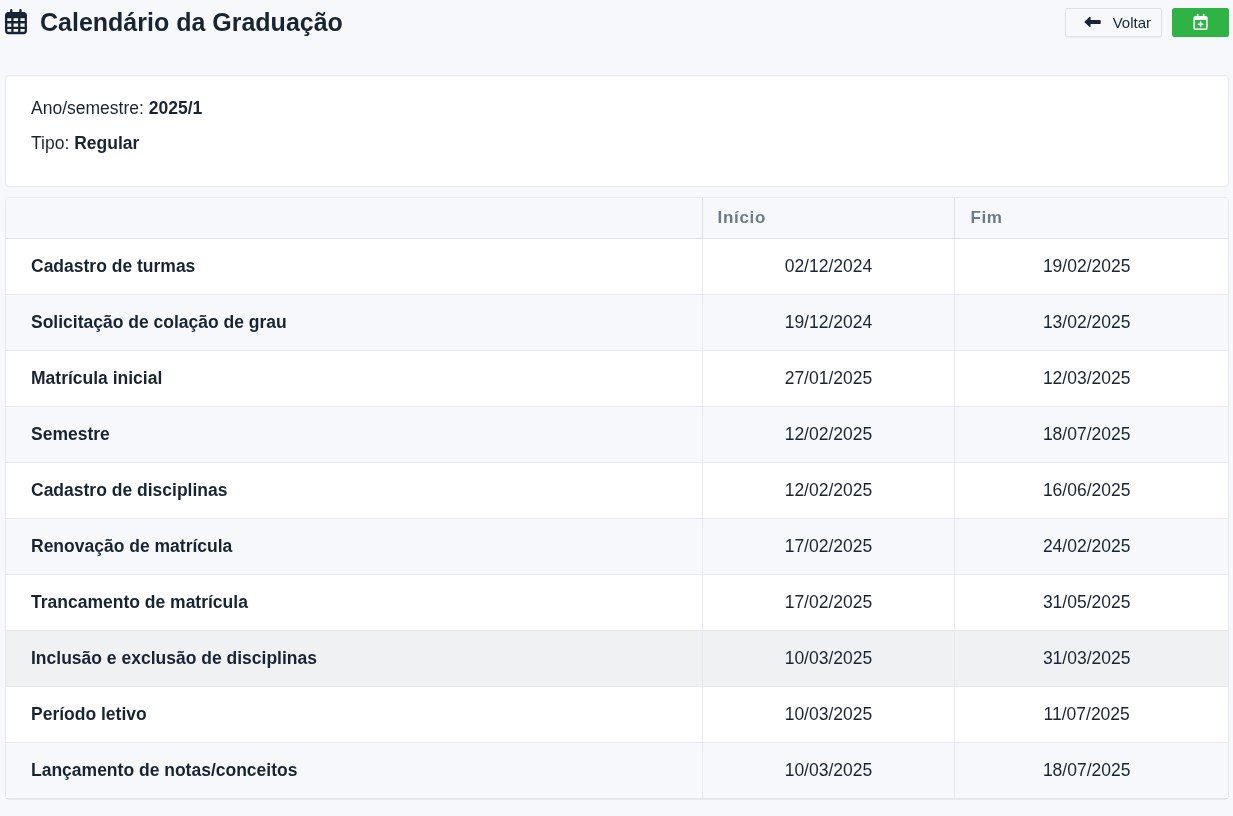 Calendário da Graduação
Voltar
Ano/semestre: 2025/1
Tipo: Regular
Início Fim
Cadastro de turmas 02/12/2024 19/02/2025
Solicitação de colação de grau 19/12/2024 13/02/2025
Matrícula inicial 27/01/2025 12/03/2025
Semestre 12/02/2025 18/07/2025
Cadastro de disciplinas 12/02/2025 16/06/2025
Renovação de matrícula 17/02/2025 24/02/2025
Trancamento de matrícula 17/02/2025 31/05/2025
Inclusão e exclusão de disciplinas 10/03/2025 31/03/2025
Período letivo 10/03/2025 11/07/2025
Lançamento de notas/conceitos 10/03/2025 18/07/2025